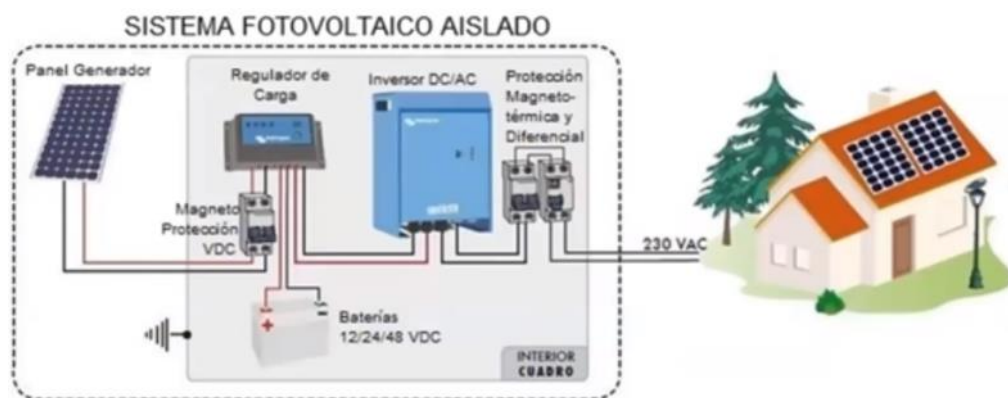 SISTEMA FOTOVOLTAICO AISLADO
Panel Generador
Regulador de
Carga
Inversor DC/AC
Protección
Magneto-
térmica y
Diferencial
Magneto
Protección
VDC
230 VAC
Baterías
12/24/48 VDC
INTERIOR
CUADRO